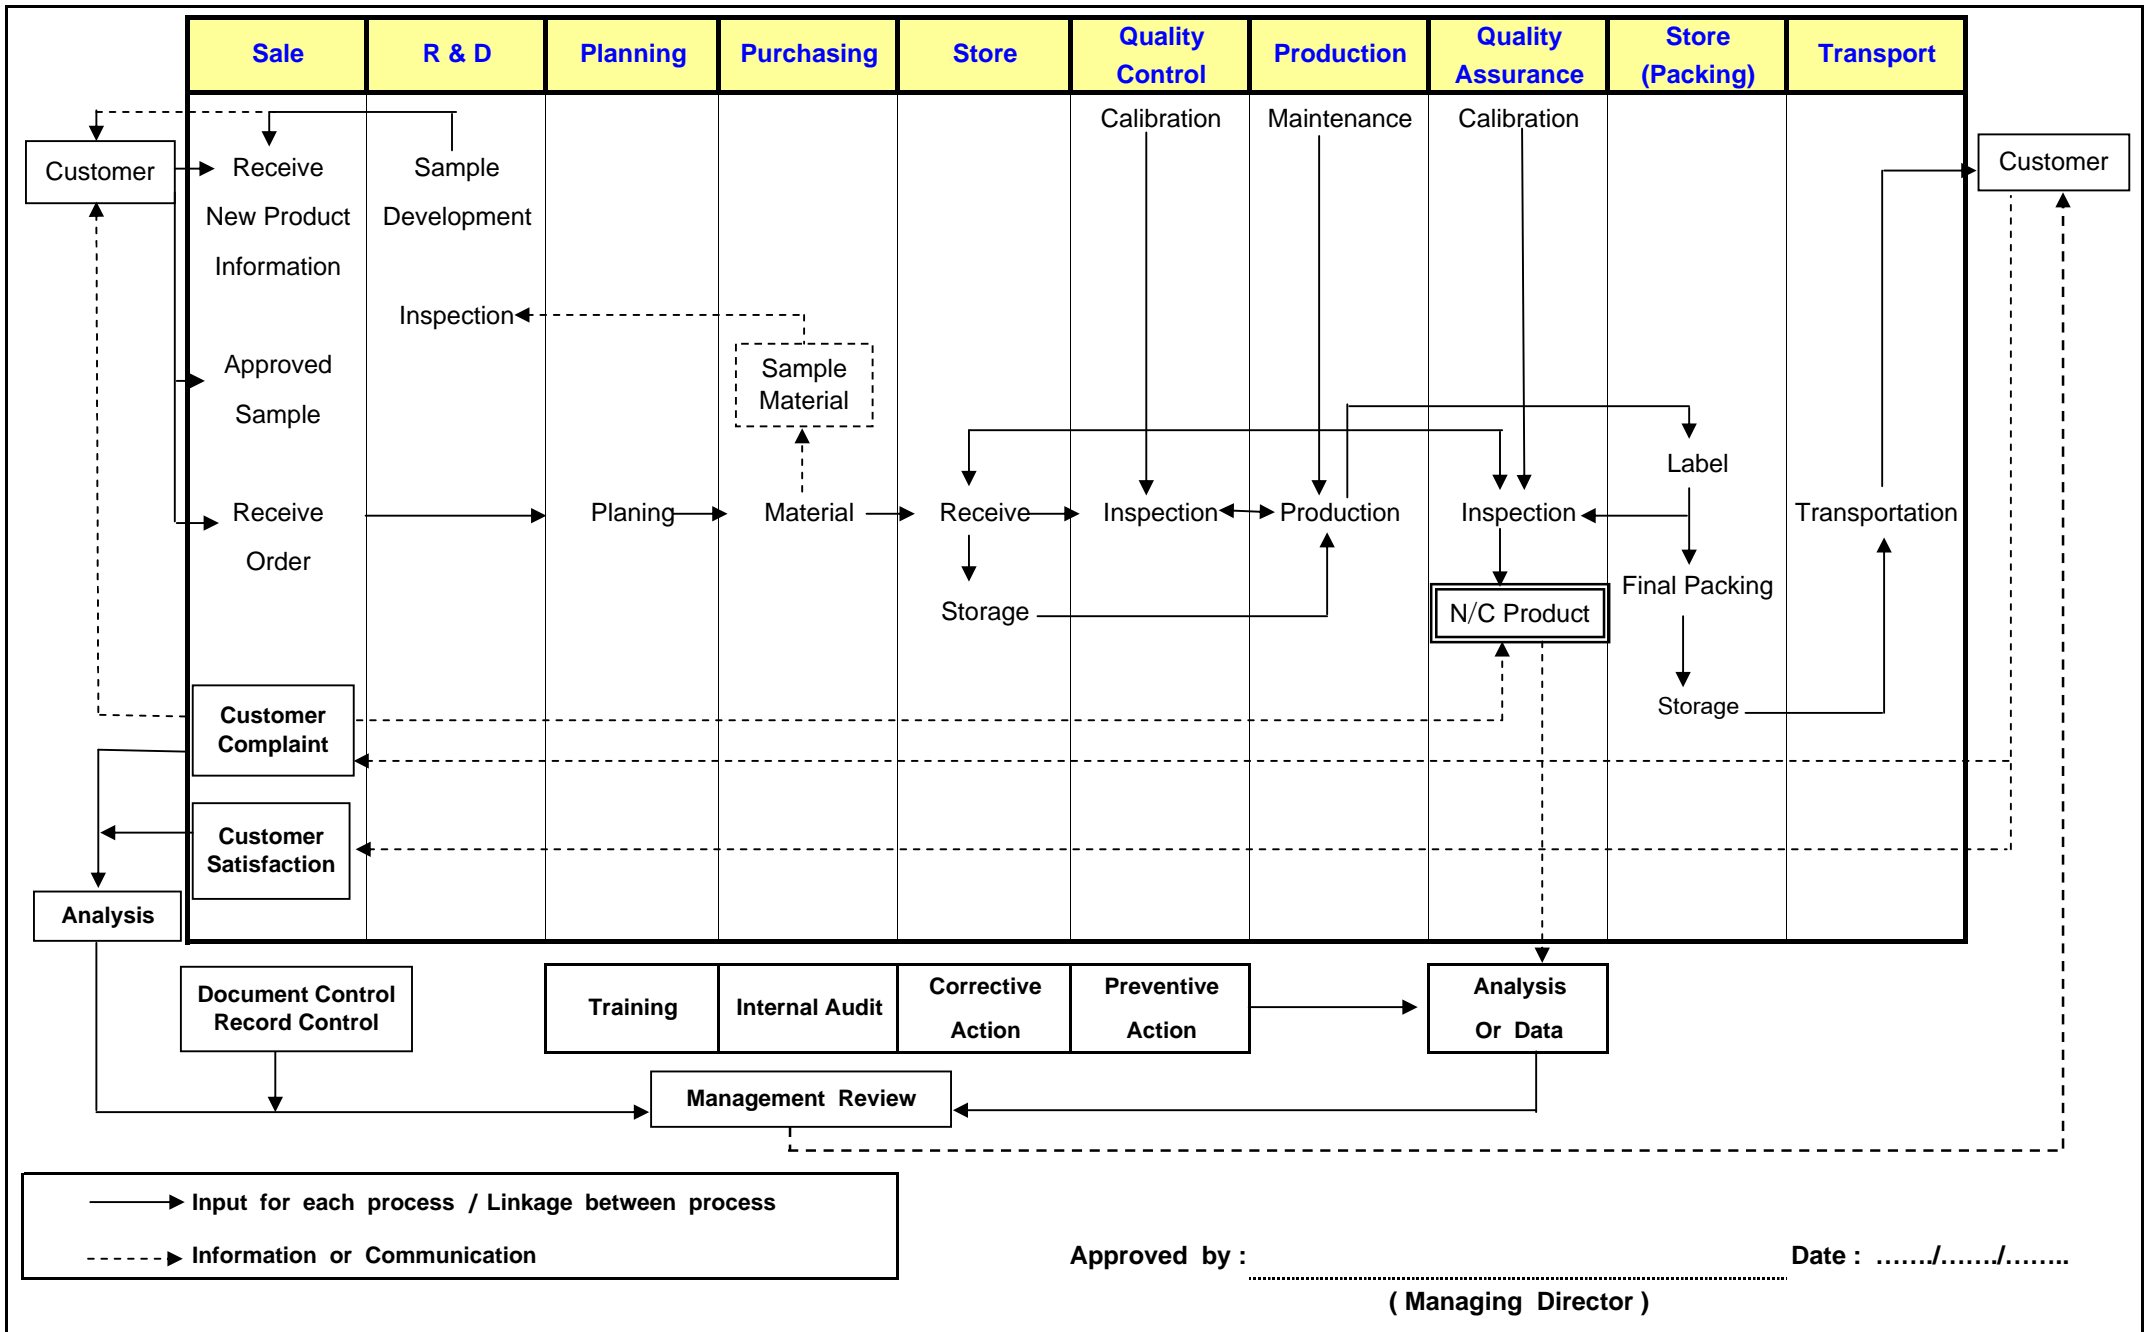 Sale
R & D
Planning
Purchasing
Store
Quality
Control
Production
Quality
Assurance
Store
(Packing)
Transport
Calibration
Maintenance
Calibration
Customer
Receive
New Product
Information
Sample
Development
Customer
Inspection
Approved
Sample
Sample
Material
Label
Receive
Order
Planing
Material
Receive
Inspection
Production
Inspection
Transportation
Storage
N/C Product
Final Packing
Storage
Customer
Complaint
Customer
Satisfaction
Analysis
Document Control
Record Control
Training
Internal Audit
Corrective
Action
Preventive
Action
Analysis
Or Data
Management Review
Input for each process / Linkage between process
Information or Communication
Approved by :
Date : ......./......./........
( Managing Director )